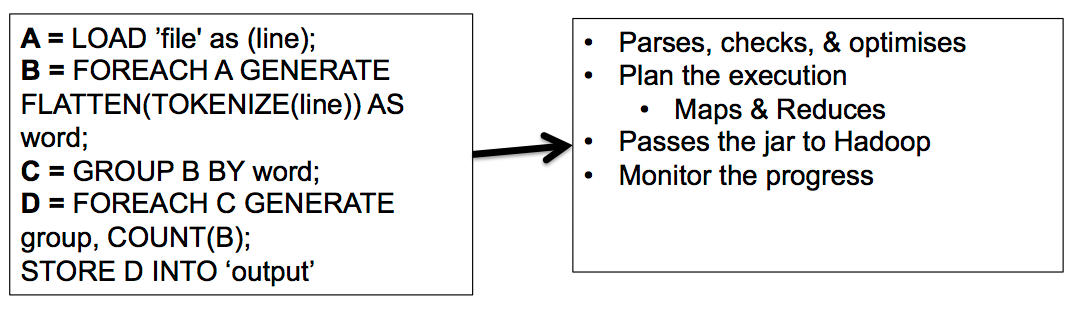 A = LOAD ’file' as (line);
B = FOREACH A GENERATE
FLATTEN(TOKENIZE(line)) AS
word;
C = GROUP B BY word;
D = FOREACH C GENERATE
group, COUNT(B);
STORE D INTO ‘output’
• Parses, checks, & optimises
• Plan the execution
• Maps & Reduces
• Passes the jar to Hadoop
• Monitor the progress